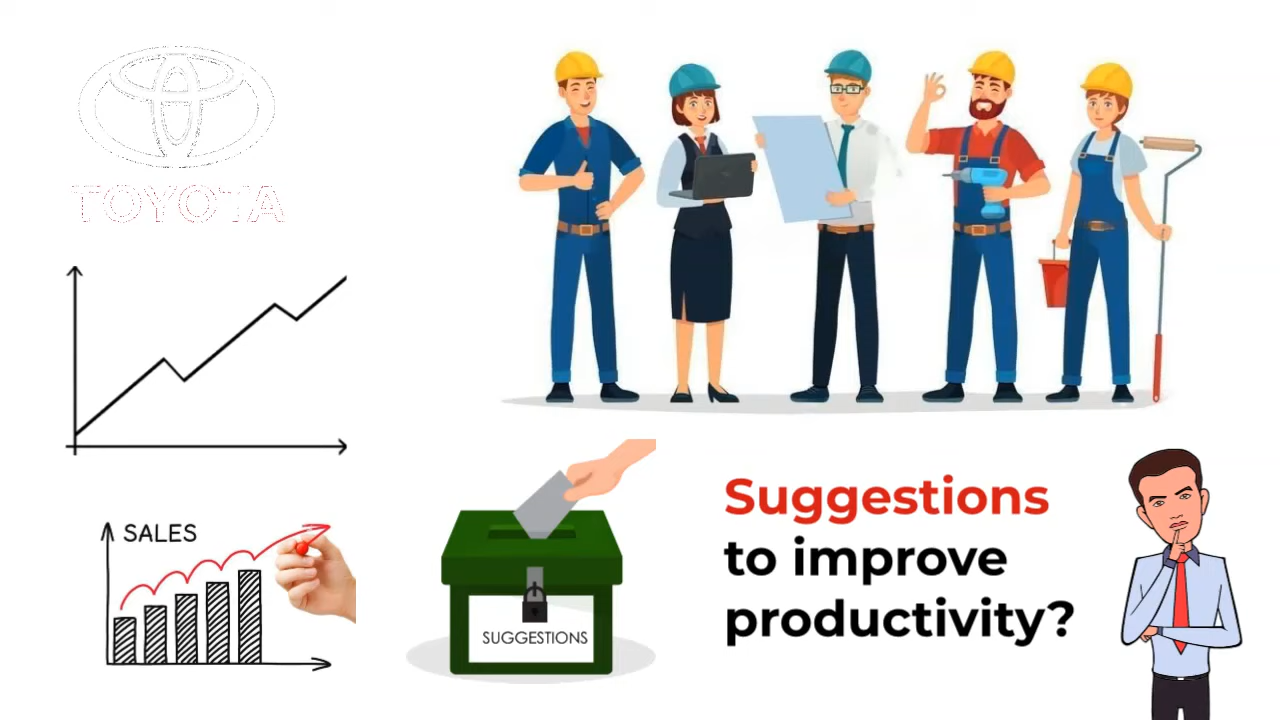 TOYOTA
SALES
SUGGESTIONS
Suggestions
to improve
productivity?